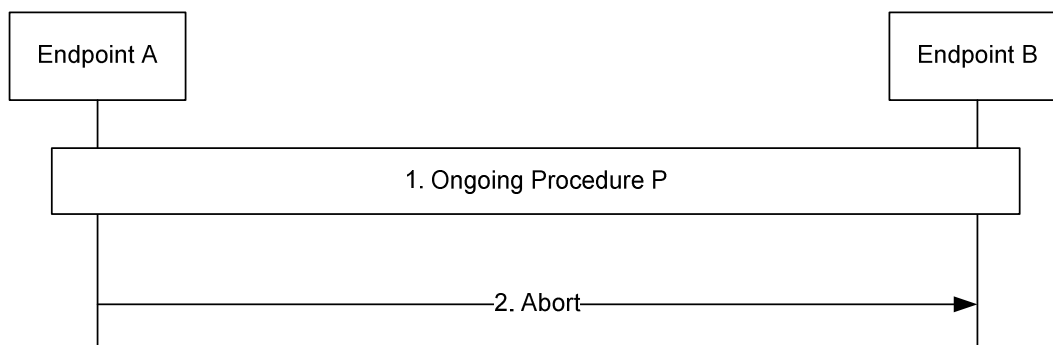 Endpoint A
Endpoint B
1. Ongoing Procedure P
2. Abort